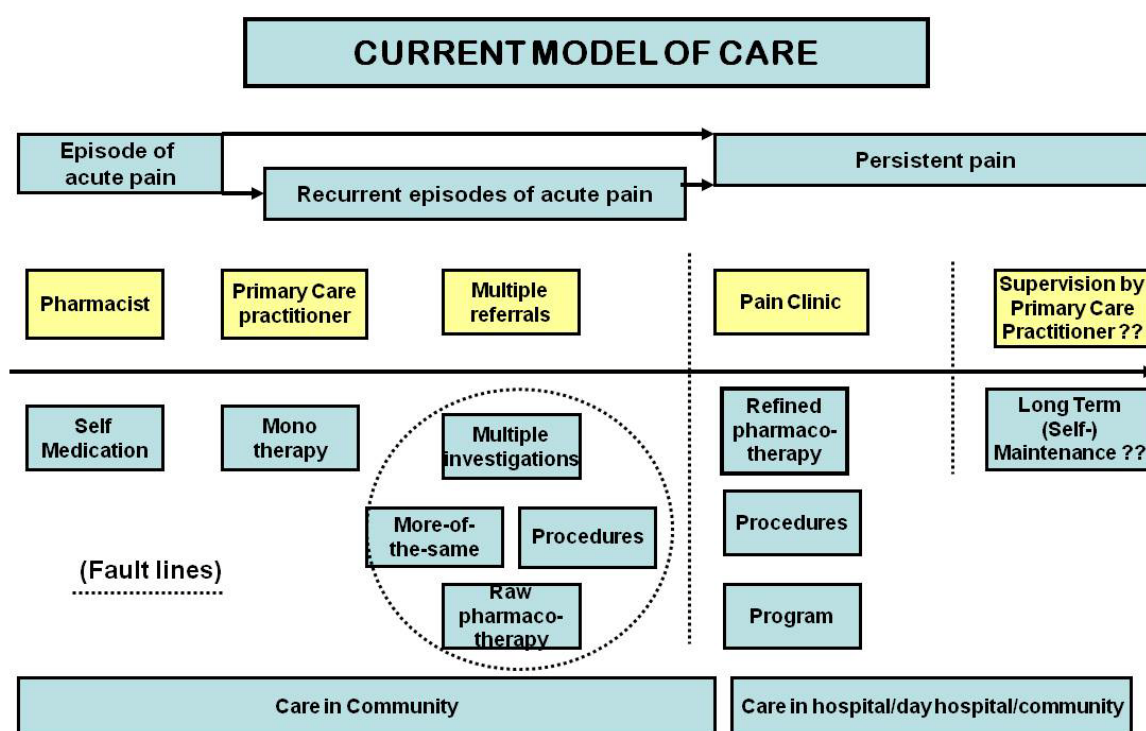 CURRENT MODEL OF CARE
Episode of
acute pain
Recurrent episodes of acute pain
Persistent pain
Pharmacist
Primary Care
practitioner
Multiple
referrals
Pain Clinic
Supervision by
Primary Care
Practitioner ??
Self
Medication
Mono
therapy
Multiple
investigations
More-of-
the-same
Procedures
Raw
pharmaco-
therapy
Refined
pharmaco-
therapy
Procedures
Program
Long Term
(Self-)
Maintenance ??
(Fault lines)
Care in Community
Care in hospital/day hospital/community